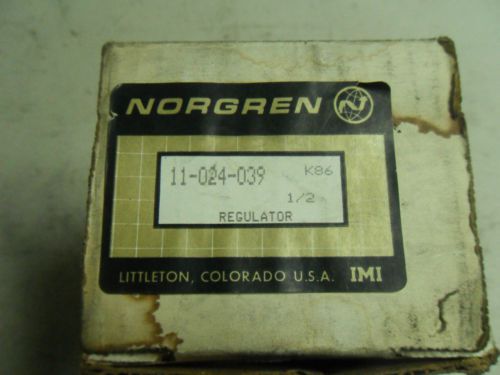 NORGREN
11-024-039 K86
1/2
REGULATOR
LITTLETON, COLORADO U.S.A. IMI